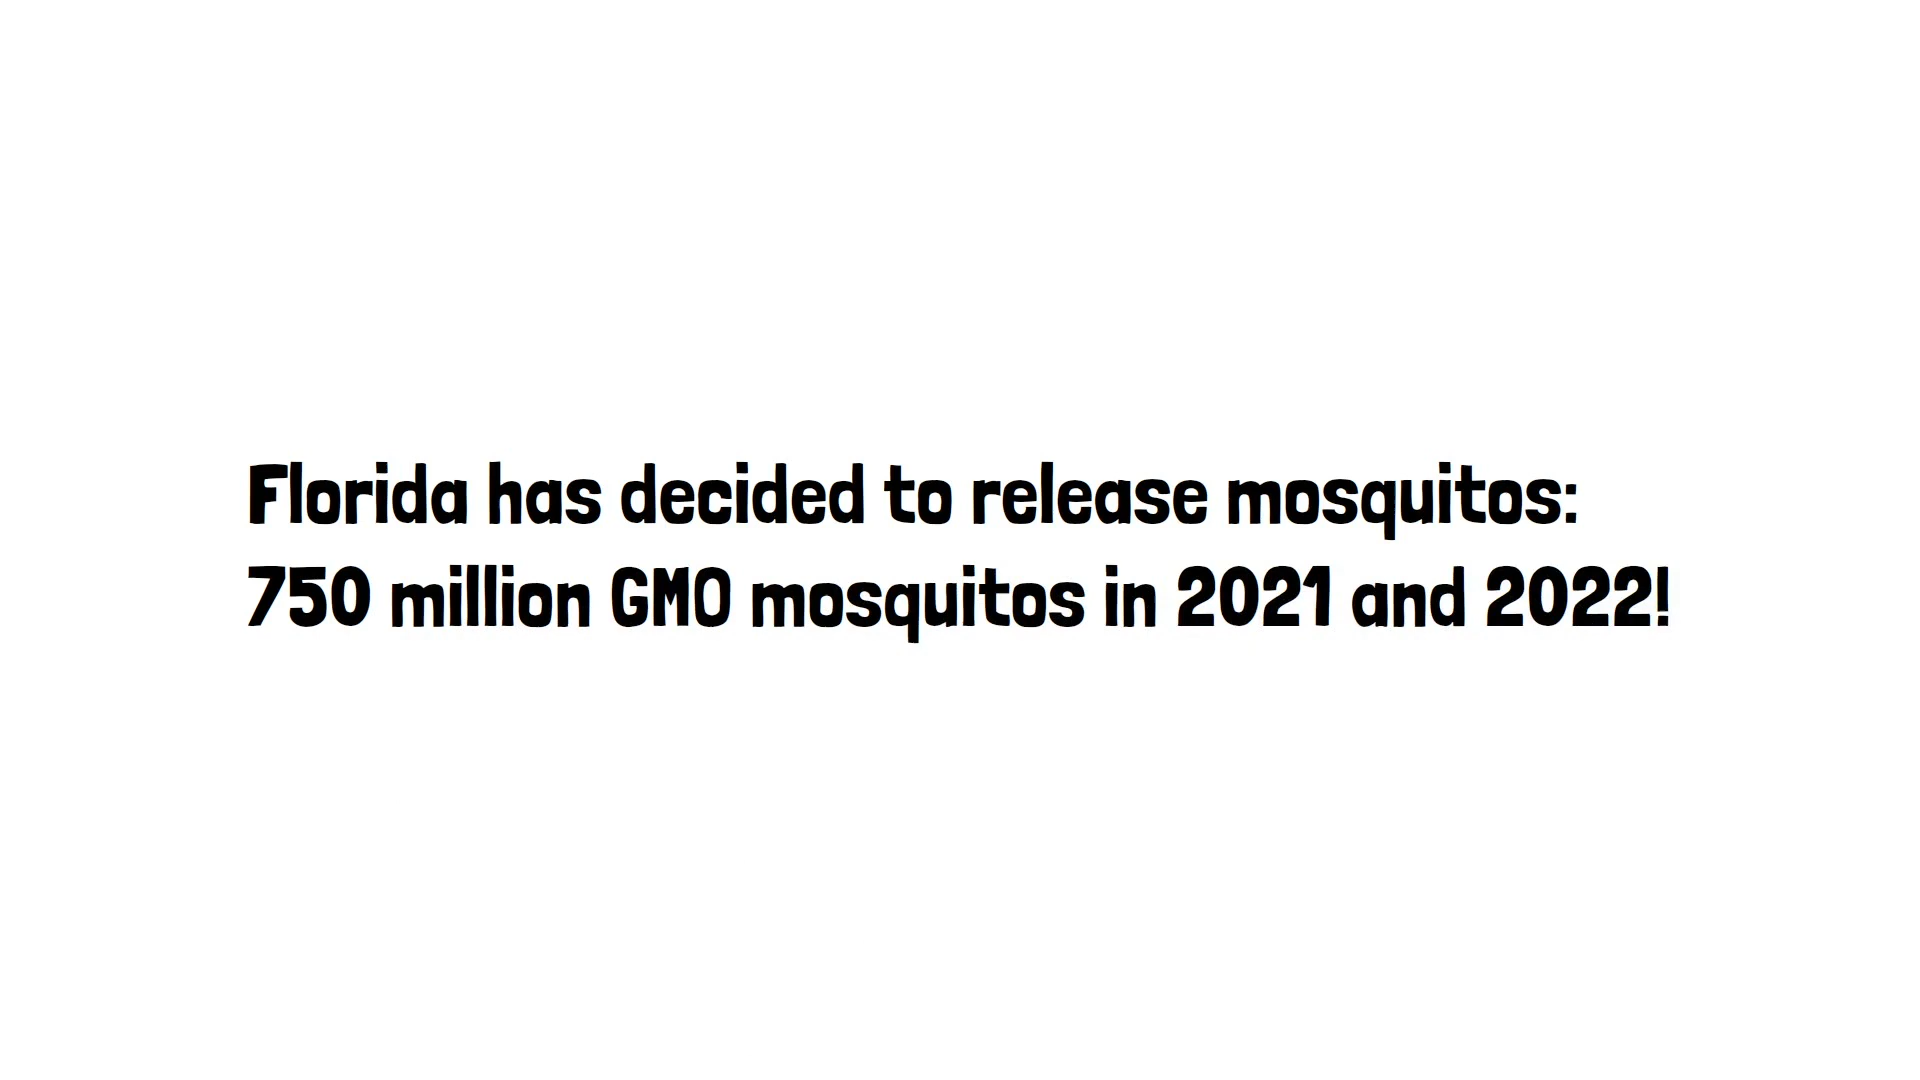 Florida has decided to release mosquitos:
750 million GMO mosquitos in 2021 and 2022!